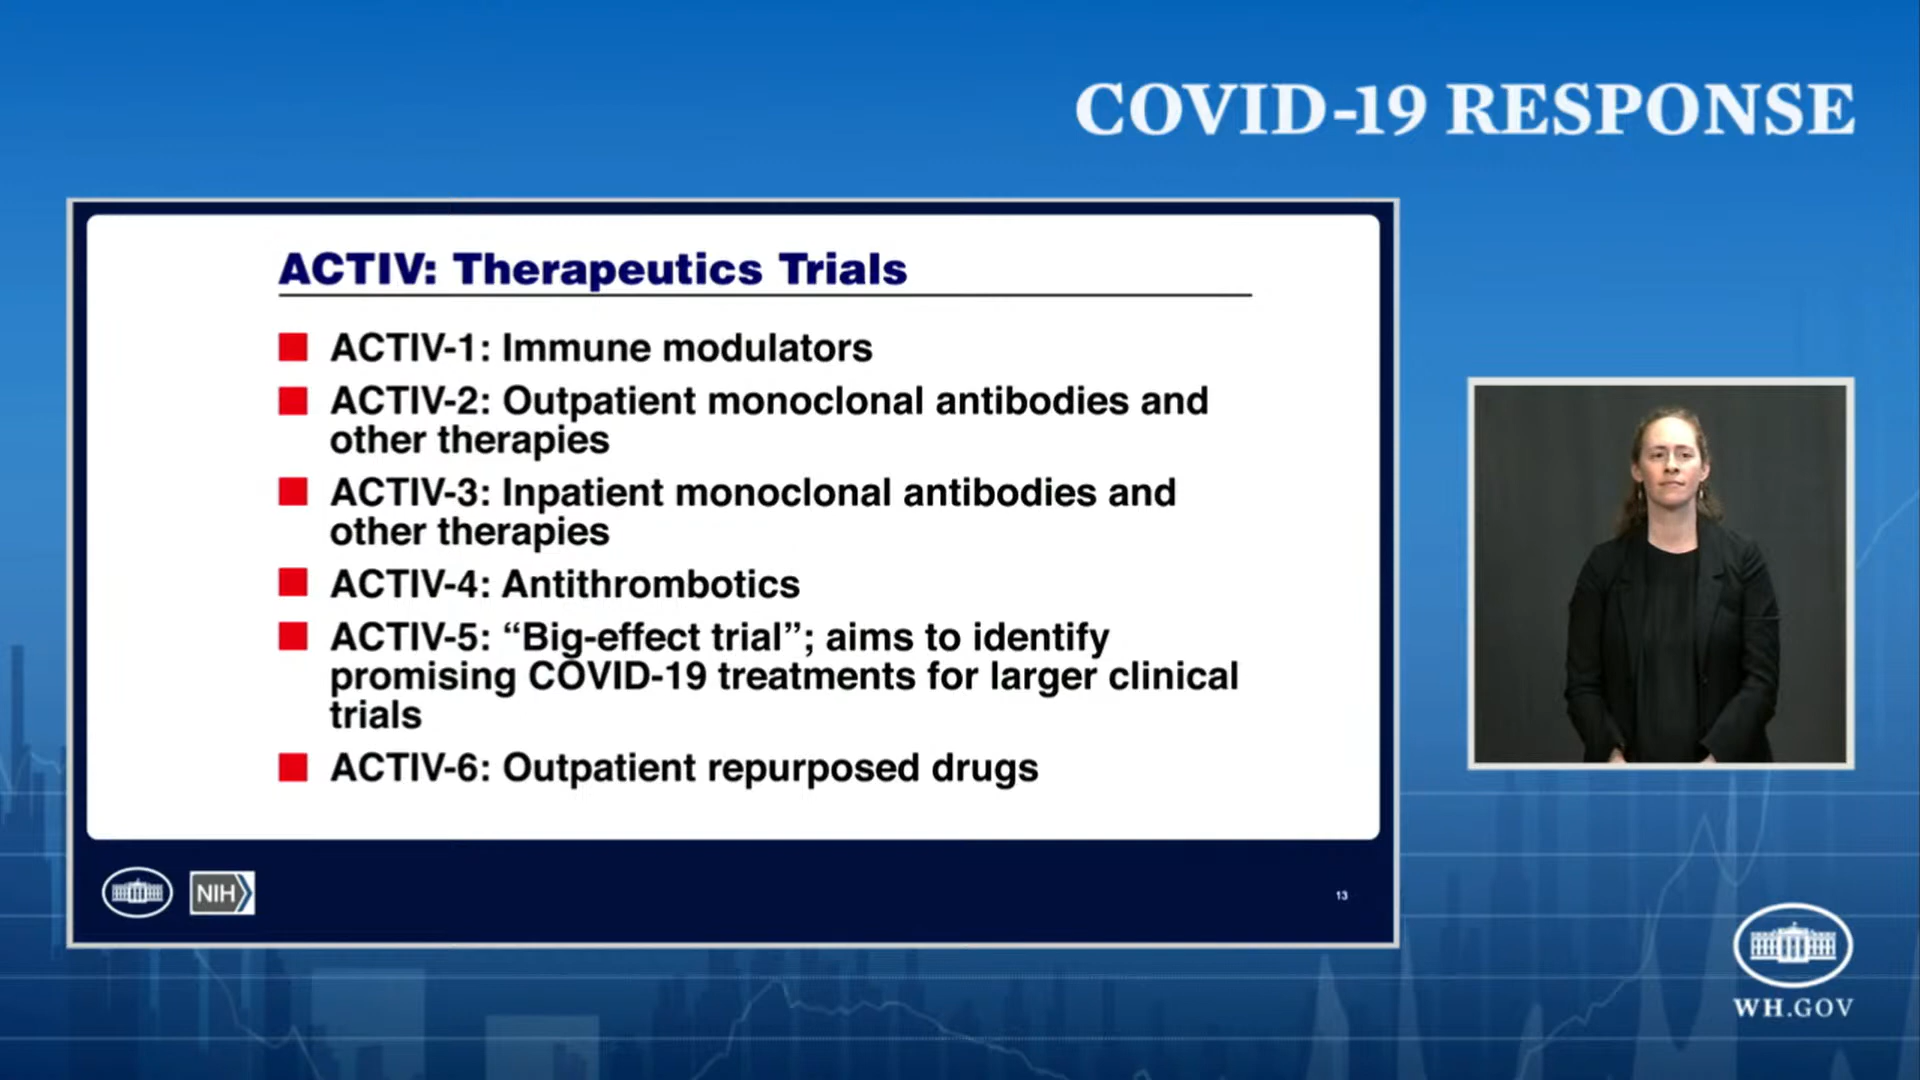 COVID-19 RESPONSE
ACTIV: Therapeutics Trials
ACTIV-1: Immune modulators
ACTIV-2: Outpatient monoclonal antibodies and
other therapies
ACTIV-3: Inpatient monoclonal antibodies and
other therapies
ACTIV-4: Antithrombotics
ACTIV-5: “Big-effect trial”; aims to identify
promising COVID-19 treatments for larger clinical
trials
ACTIV-6: Outpatient repurposed drugs
NIH
13
WH.GOV